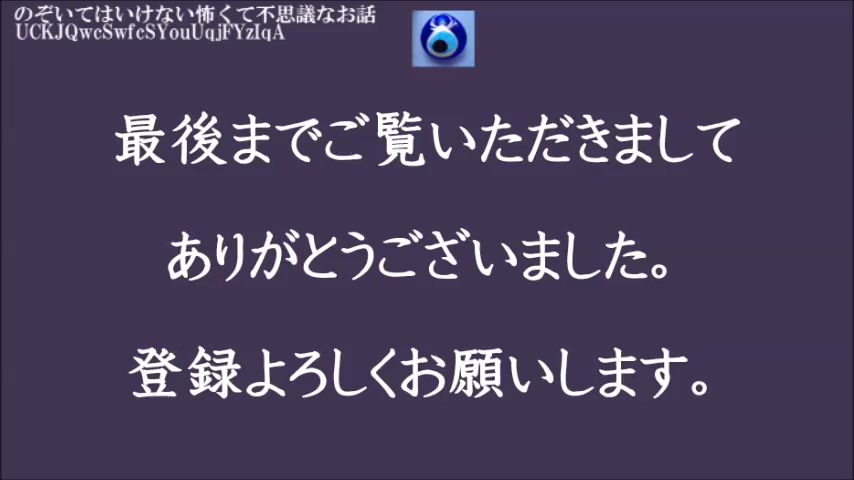 のぞいてはいけない怖くて不思議なお話
UCKJQwcSwfcSYouUqjFYzIqA
最後までご覧いただきまして
ありがとうございました。
登録よろしくお願いします。